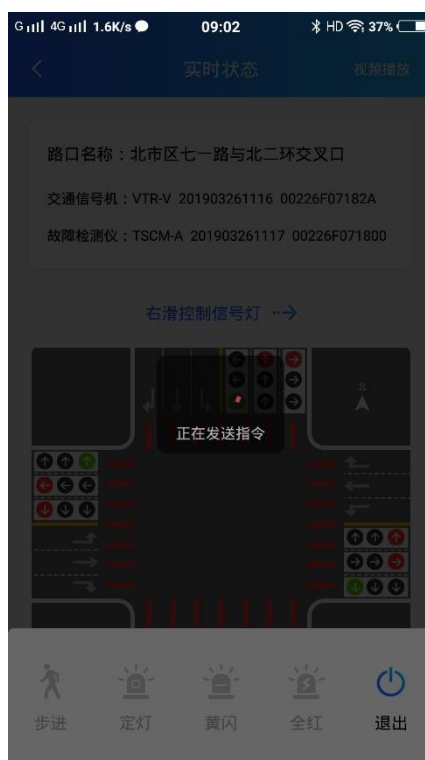 4G 1.6K/s 09:02 HD 37%
实时状态 视频播放
路口名称：北市区七一路与北二环交叉口
交通信号机：VTR-V 201903261116 00226F07182A
故障检测仪：TSCM-A 201903261117 00226F071800
右滑控制信号灯
北
正在发送指令
步进 定灯 黄闪 全红 退出